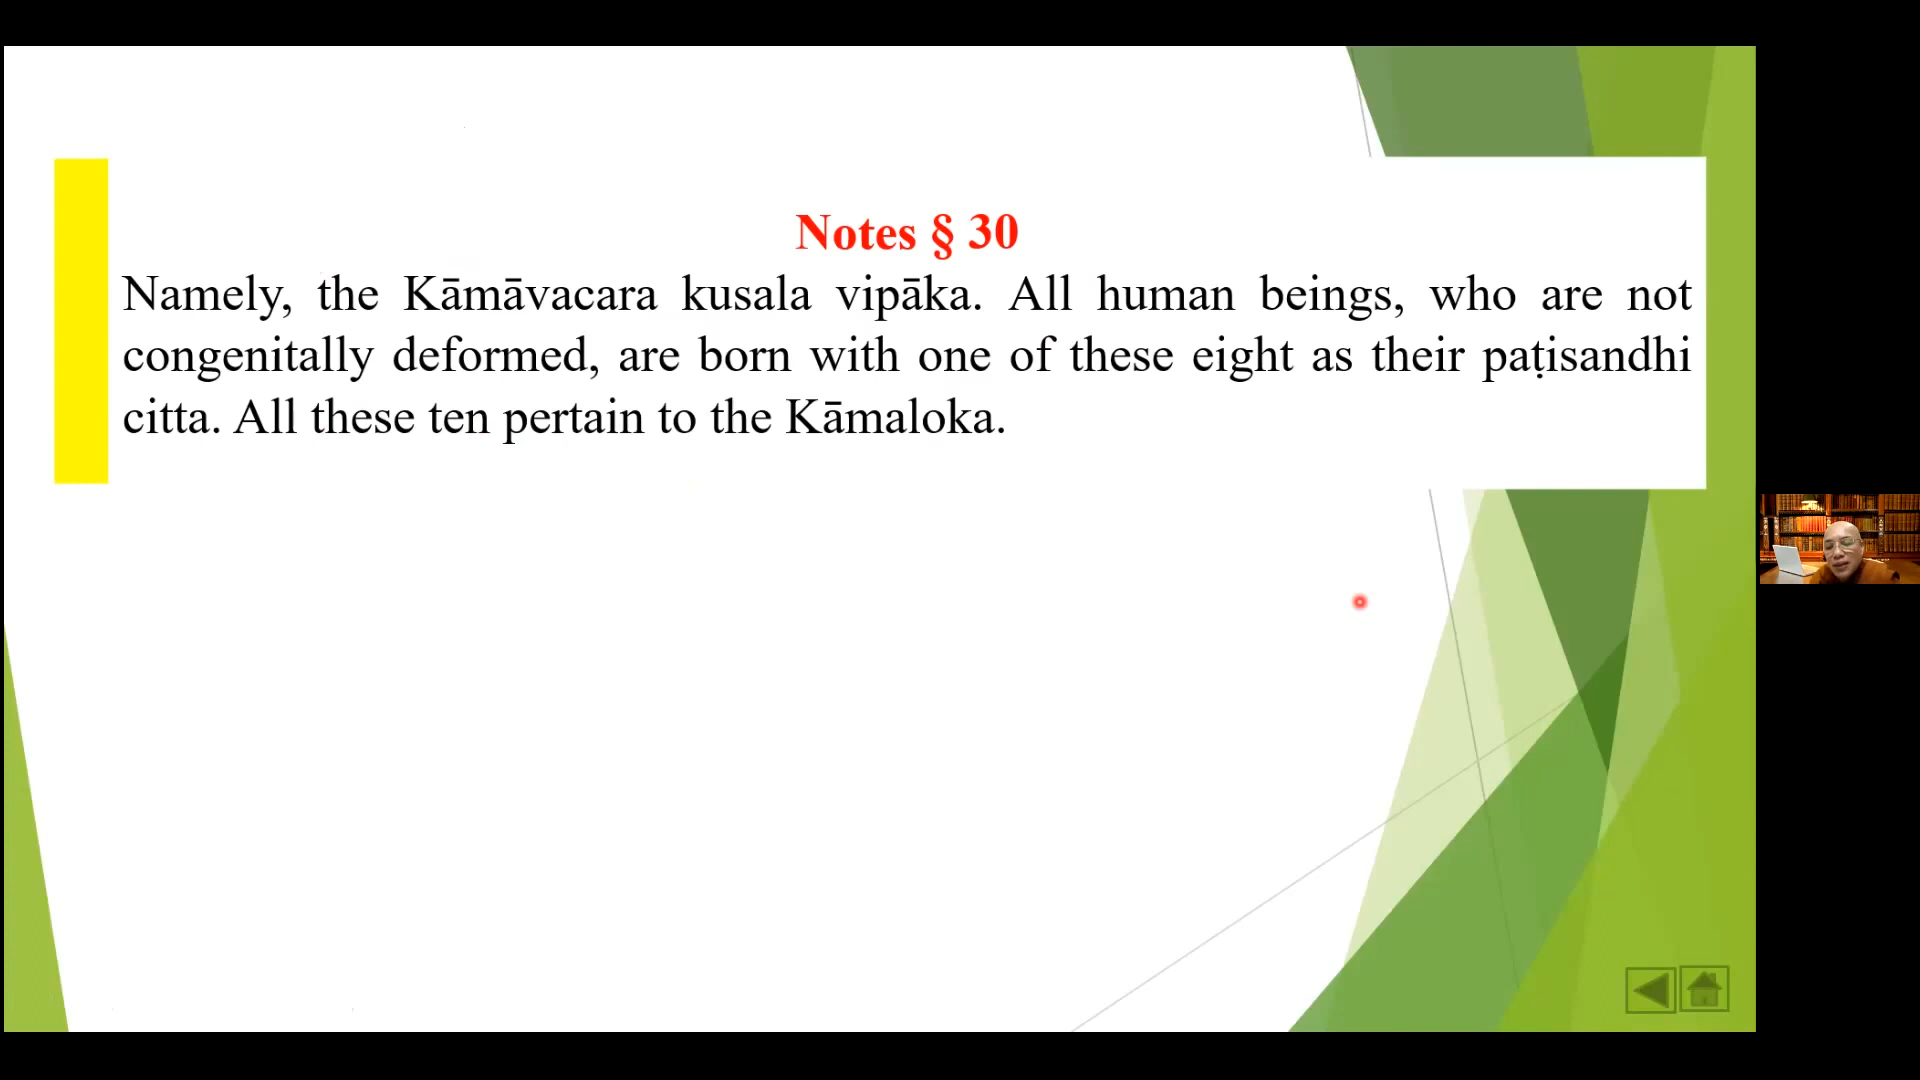 Notes § 30
Namely, the Kāmāvacara kusala vipāka. All human beings, who are not
congenitally deformed, are born with one of these eight as their paṭisandhi
citta. All these ten pertain to the Kāmaloka.